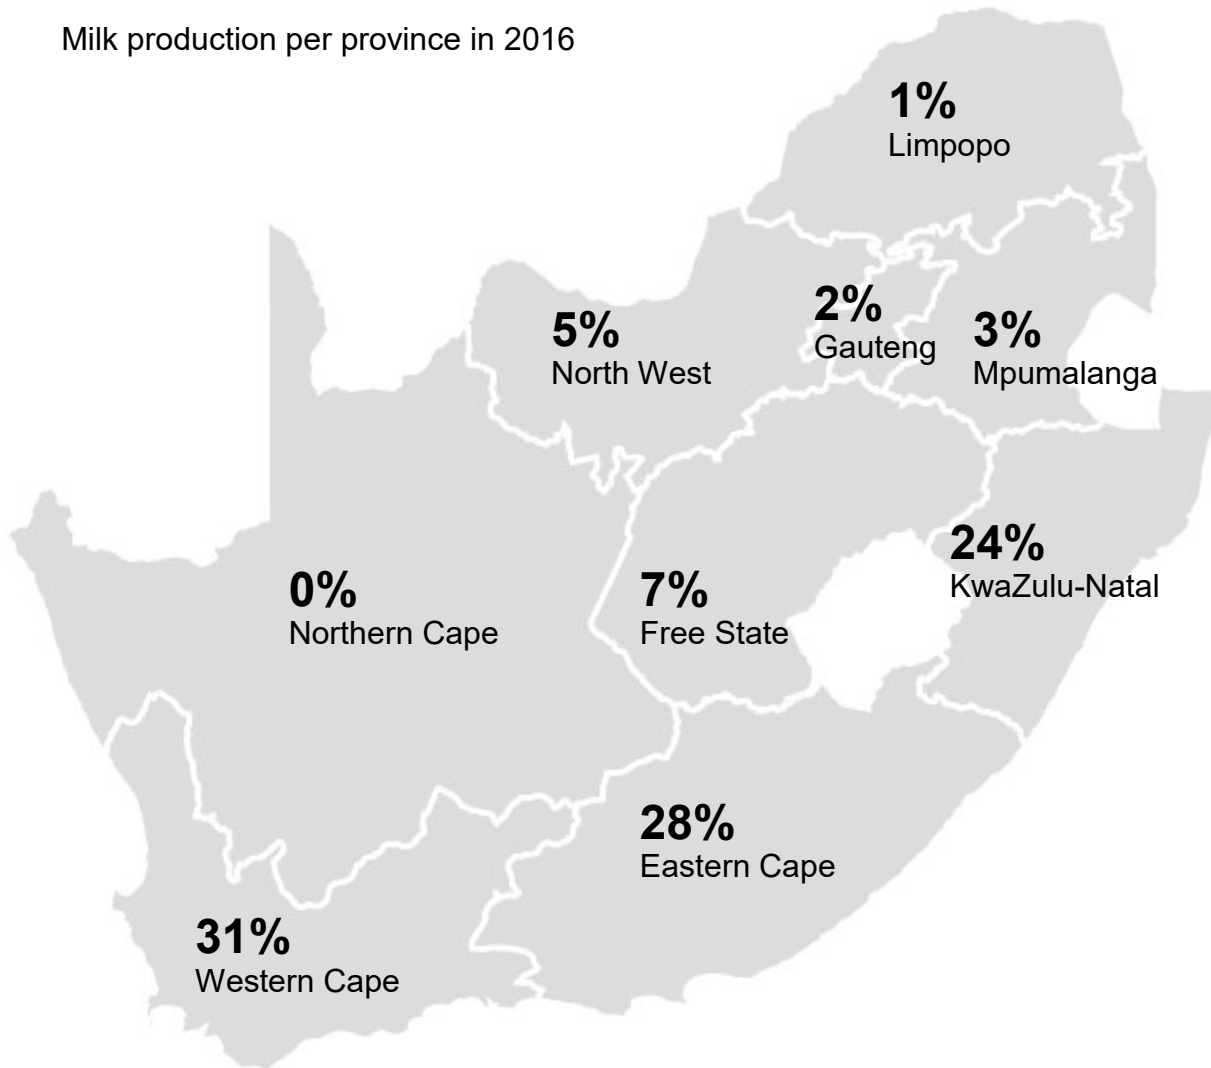 Milk production per province in 2016
1%
Limpopo
2%
Gauteng
3%
Mpumalanga
5%
North West
24%
KwaZulu-Natal
0%
Northern Cape
7%
Free State
28%
Eastern Cape
31%
Western Cape